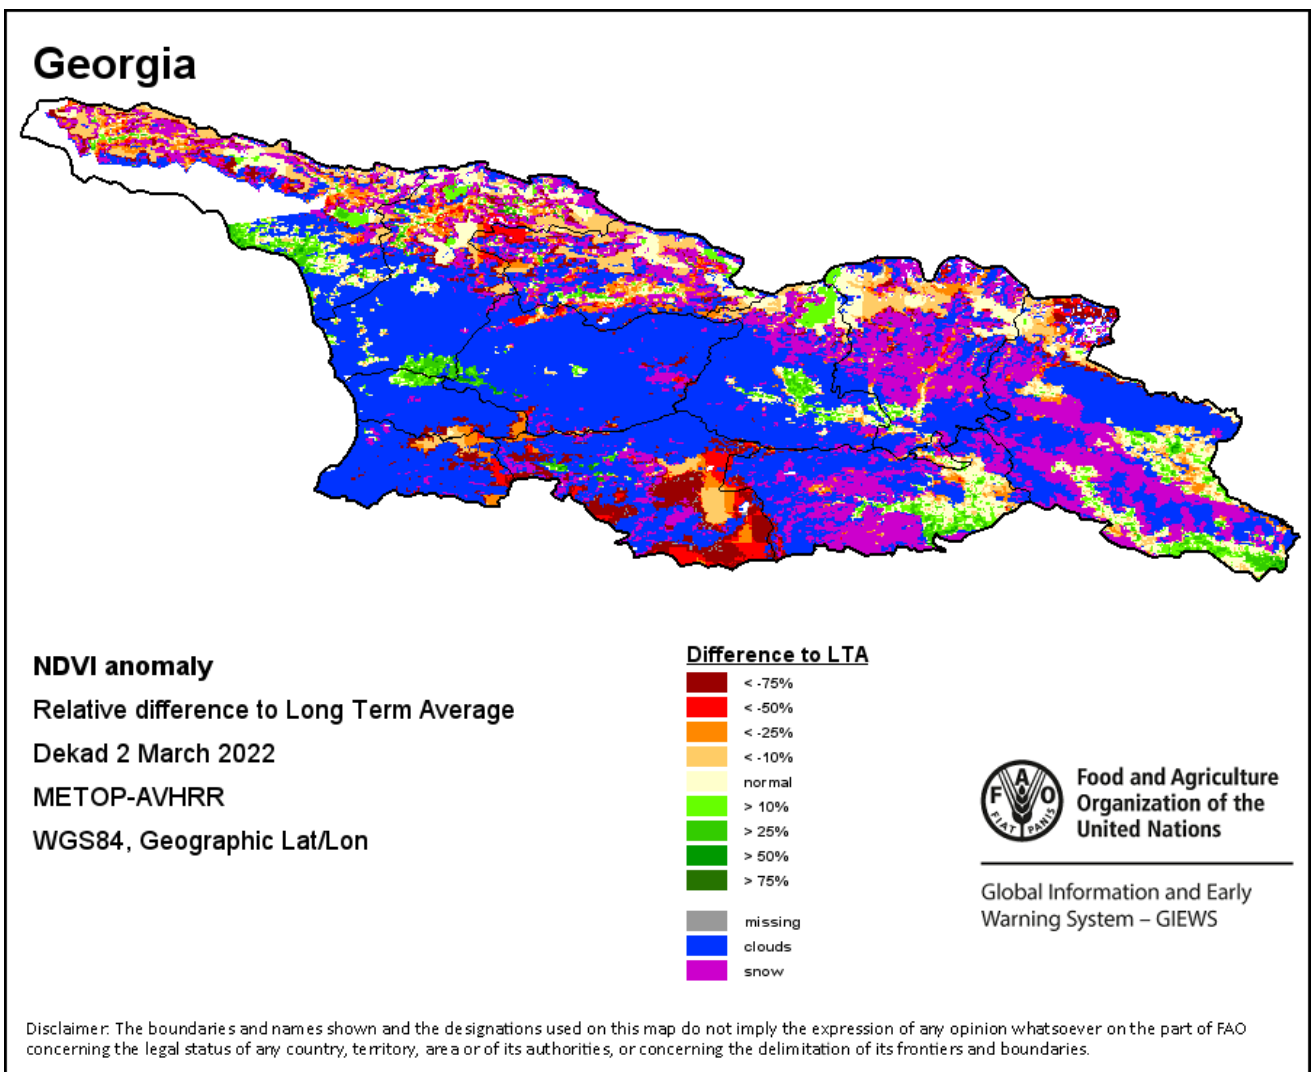 Georgia
NDVI anomaly
Relative difference to Long Term Average
Dekad 2 March 2022
METOP-AVHRR
WGS84, Geographic Lat/Lon
Difference to LTA
< -75%
< -50%
< -25%
< -10%
normal
> 10%
> 25%
> 50%
> 75%
missing
clouds
snow
F A O
FIAT PANIS
Food and Agriculture
Organization of the
United Nations
Global Information and Early
Warning System – GIEWS
Disclaimer: The boundaries and names shown and the designations used on this map do not imply the expression of any opinion whatsoever on the part of FAO
concerning the legal status of any country, territory, area or of its authorities, or concerning the delimitation of its frontiers and boundaries.